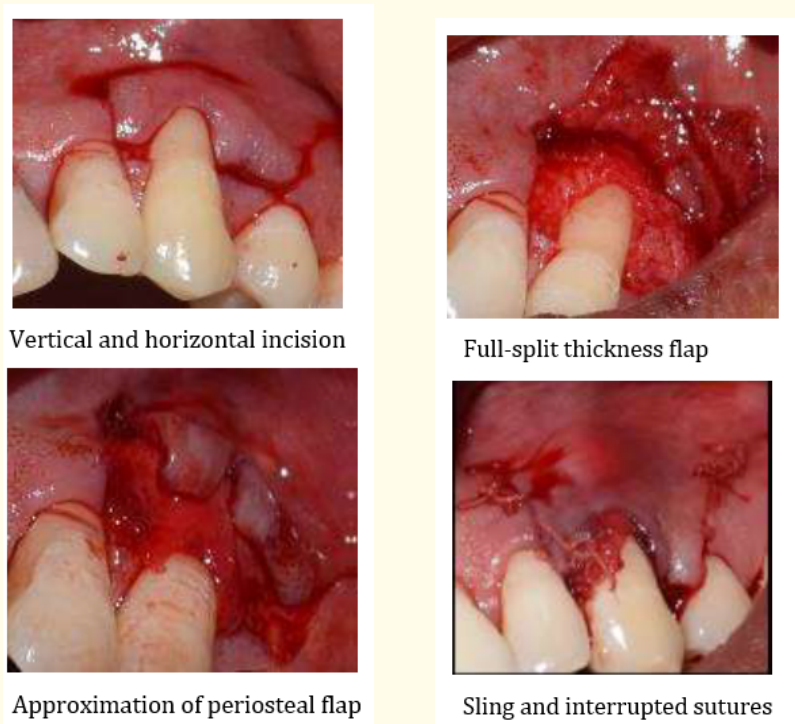 Vertical and horizontal incision
Full-split thickness flap
Approximation of periosteal flap
Sling and interrupted sutures